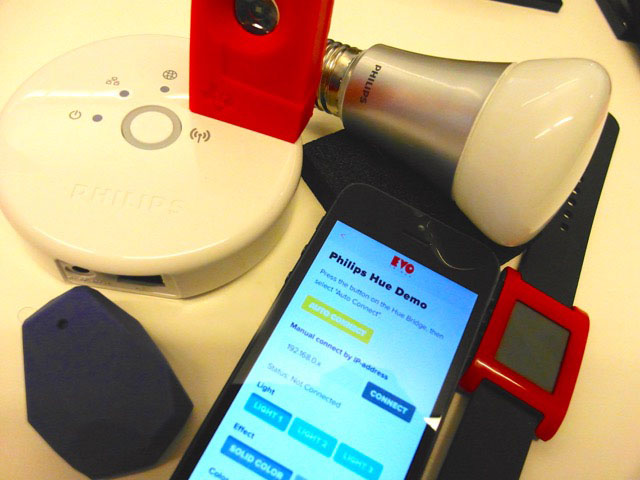 PHILIPS
PHILIPS
EVO
Philips Hue Demo
Press the button on the Hue Bridge, then
select "Auto Connect".
AUTO CONNECT
Manual connect by IP-address
192.168.0.x
CONNECT
Status: Not Connected
Light
LIGHT 1
LIGHT 2
LIGHT 3
Effect
SOLID COLOR